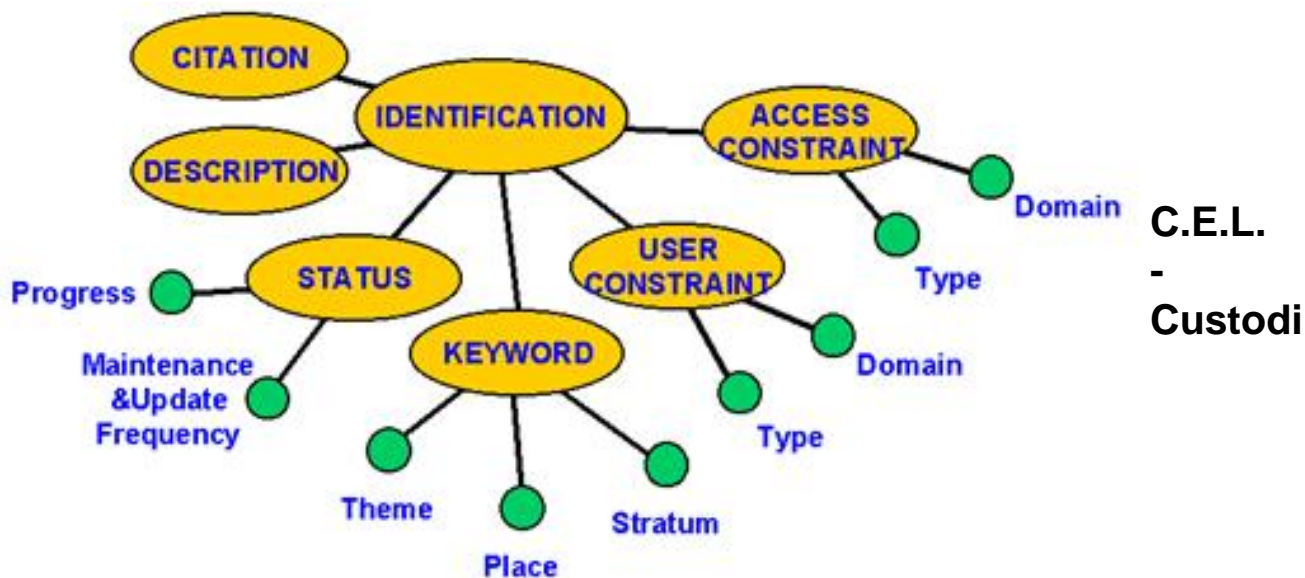 CITATION
IDENTIFICATION
ACCESS
CONSTRAINT
DESCRIPTION
Domain
Type
STATUS
USER
CONSTRAINT
Progress
KEYWORD
Domain
Maintenance
&Update
Frequency
Type
Theme
Stratum
Place
C.E.L.
-
Custodi